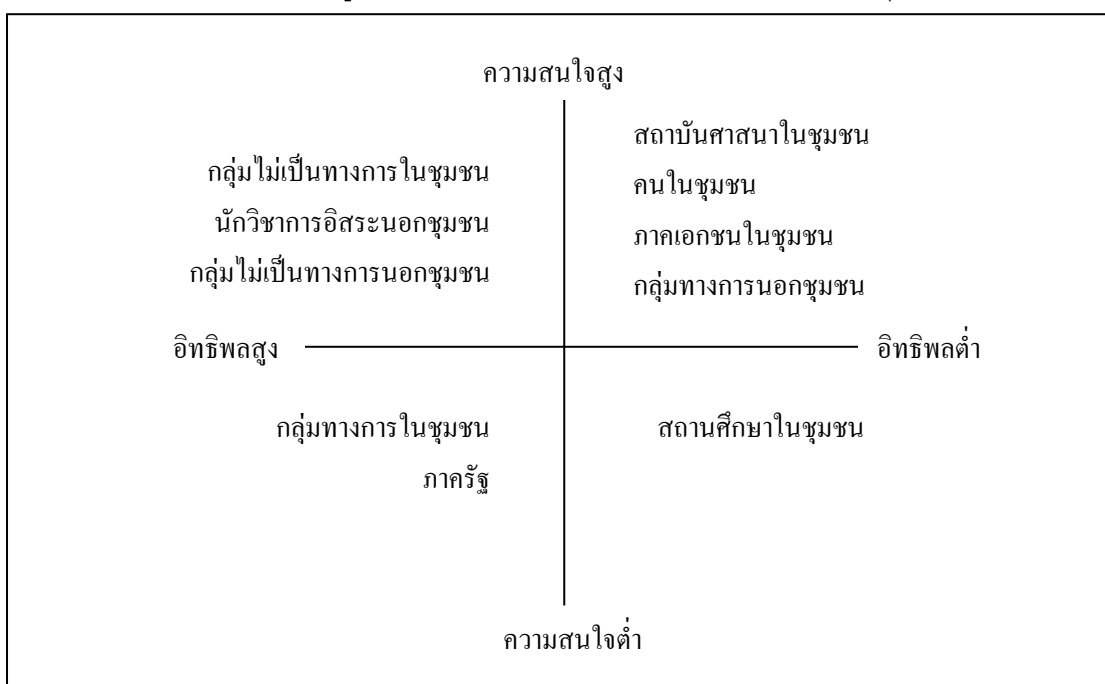 ความสนใจสูง
กลุ่มไม่เป็นทางการในชุมชน
นักวิชาการอิสระนอกชุมชน
กลุ่มไม่เป็นทางการนอกชุมชน
สถาบันศาสนาในชุมชน
คนในชุมชน
ภาคเอกชนในชุมชน
กลุ่มทางการนอกชุมชน
อิทธิพลสูง
อิทธิพลต่ำ
กลุ่มทางการในชุมชน
ภาครัฐ
สถานศึกษาในชุมชน
ความสนใจต่ำ